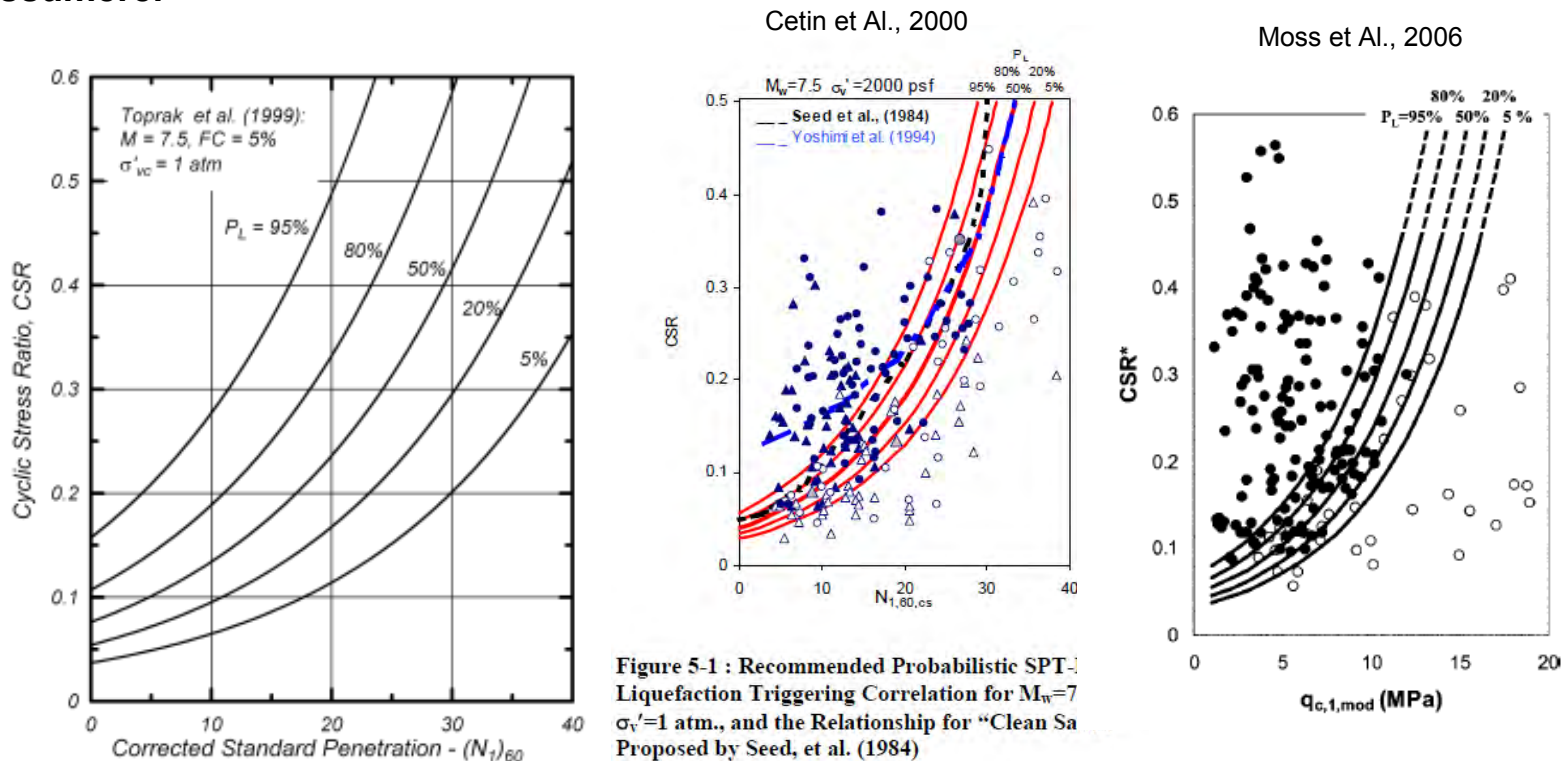 Cetin et Al., 2000
Moss et Al., 2006
0.6
0.5
0.4
0.3
0.2
0.1
0
Toprak et al. (1999):
M = 7.5, FC = 5%
σ'vc = 1 atm
PL = 95%
80%
50%
20%
5%
Cyclic Stress Ratio, CSR
0 10 20 30 40
Corrected Standard Penetration - (N1)60
PL
80% 20%
95% 50% 5%
Mw=7.5 σv'=2000 psf
Seed et al., (1984)
Yoshimi et al. (1994)
0.5
0.4
0.3
0.2
0.1
0
CSR
0 10 20 30 40
N1,60,cs
Figure 5-1 : Recommended Probabilistic SPT-
Liquefaction Triggering Correlation for Mw=7
σv'=1 atm., and the Relationship for “Clean Sa
Proposed by Seed, et al. (1984)
80% 20%
PL=95% 50% 5 %
0.6
0.5
0.4
0.3
0.2
0.1
0
CSR*
0 5 10 15 20
qc,1,mod (MPa)